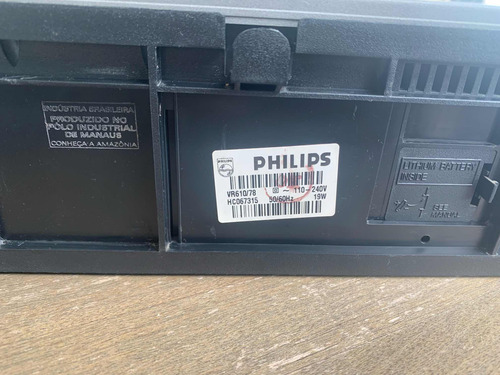 INDÚSTRIA BRASILEIRA
PRODUZIDO NO
PÓLO INDUSTRIAL
DE MANAUS
CONHEÇA A AMAZÔNIA
PHILIPS
PHILIPS
VR610/78 ~ 110-240V
HC067315 50/60Hz 19W
LITHIUM BATTERY
INSIDE
SEE
MANUAL